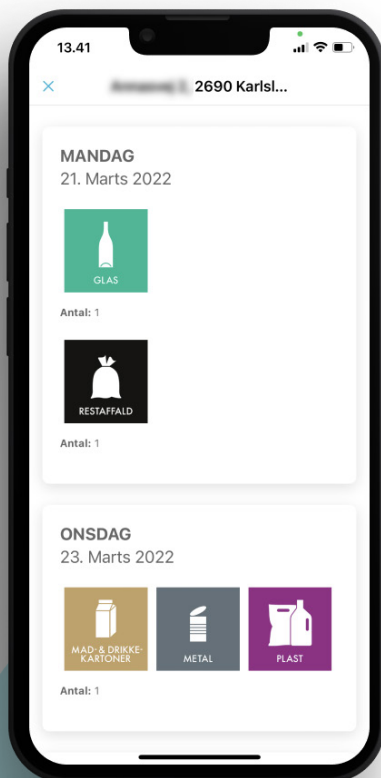 13.41
2690 Karlsl...
MANDAG
21. Marts 2022
GLAS
Antal: 1
RESTAFFALD
Antal: 1
ONSDAG
23. Marts 2022
MAD- & DRIKKE-
KARTONER
METAL
PLAST
Antal: 1